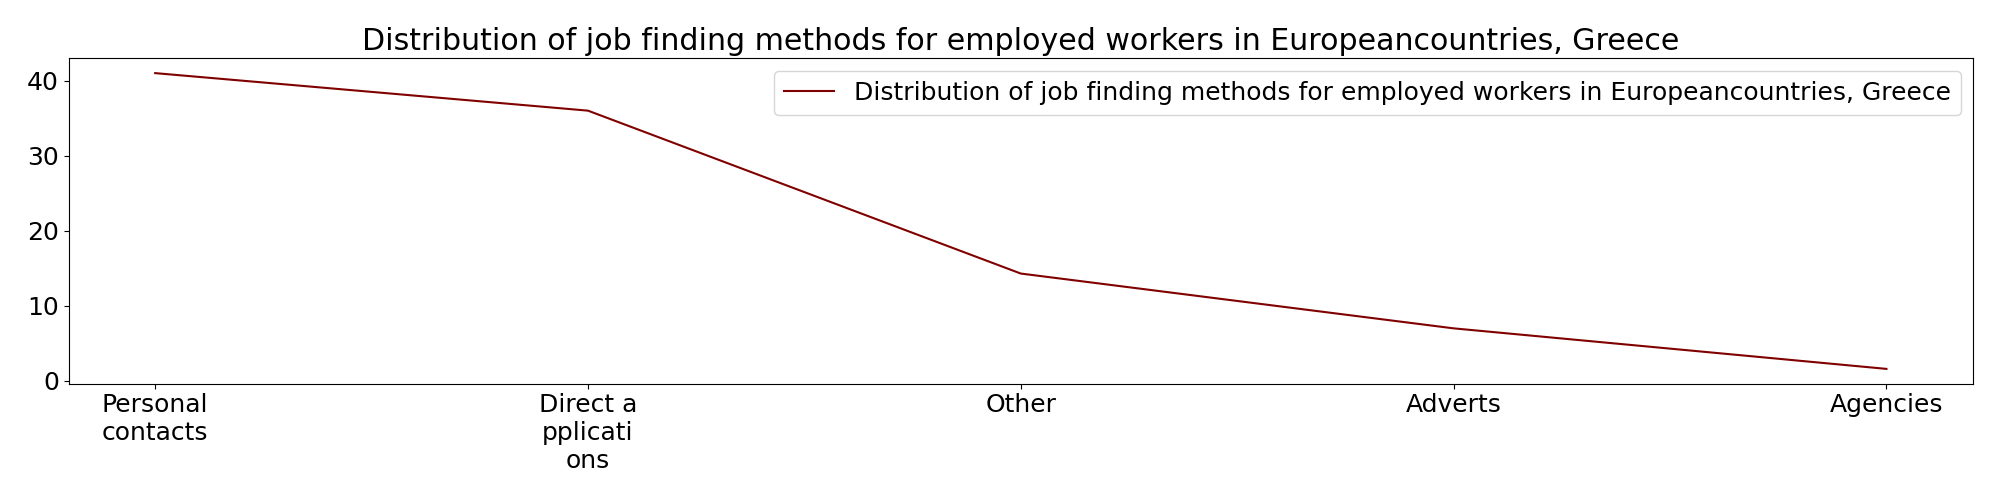 Distribution of job finding methods for employed workers in Europeancountries, Greece
Distribution of job finding methods for employed workers in Europeancountries, Greece
40
30
20
10
0
Personal
contacts
Direct a
pplicati
ons
Other
Adverts
Agencies